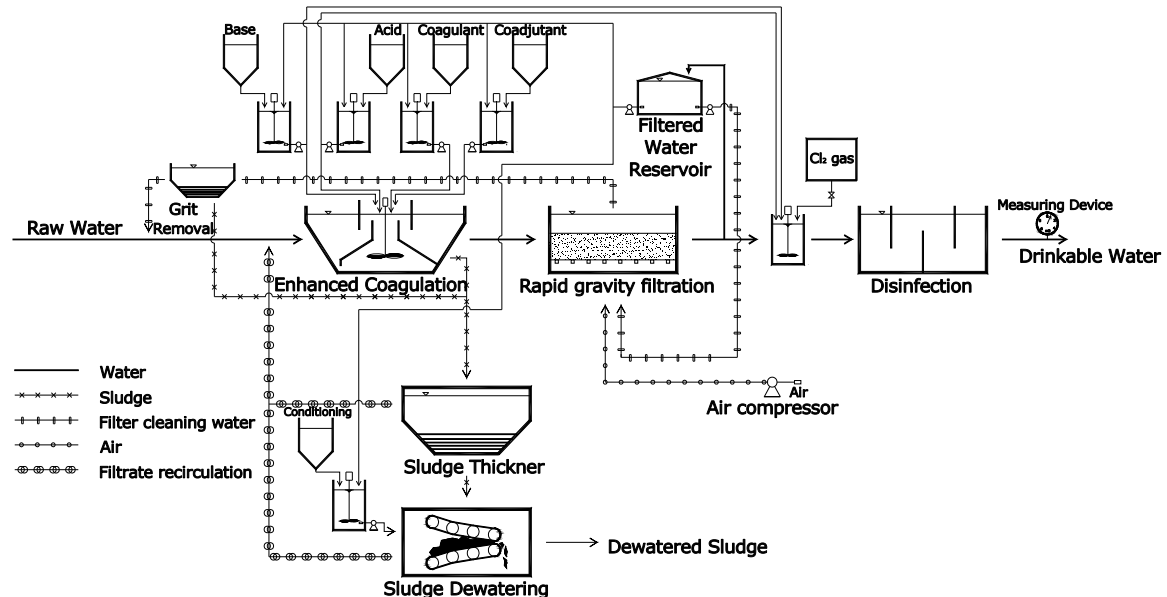 Base
Acid
Coagulant
Coadjutant
Filtered
Water
Reservoir
Cl₂ gas
Grit
Removal
Raw Water
Measuring Device
Drinkable Water
Enhanced Coagulation
Rapid gravity filtration
Disinfection
Water
Sludge
Filter cleaning water
Air
Filtrate recirculation
Air
Air compressor
Conditioning
Sludge Thickner
Dewatered Sludge
Sludge Dewatering